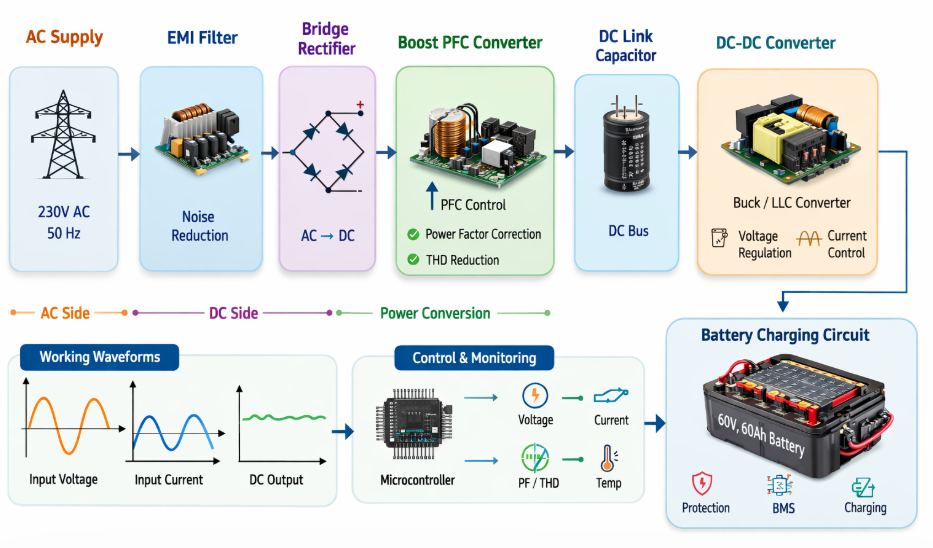 AC Supply
EMI Filter
Bridge
Rectifier
Boost PFC Converter
DC Link
Capacitor
DC-DC Converter
230V AC
50 Hz
Noise
Reduction
+
-
AC → DC
PFC Control
Power Factor Correction
THD Reduction
DC Bus
Buck / LLC Converter
Voltage
Regulation
Current
Control
AC Side
DC Side
Power Conversion
Working Waveforms
Input Voltage
Input Current
DC Output
Control & Monitoring
Microcontroller
Voltage
Current
PF / THD
Temp
Battery Charging Circuit
60V, 60Ah Battery
Protection
BMS
Charging